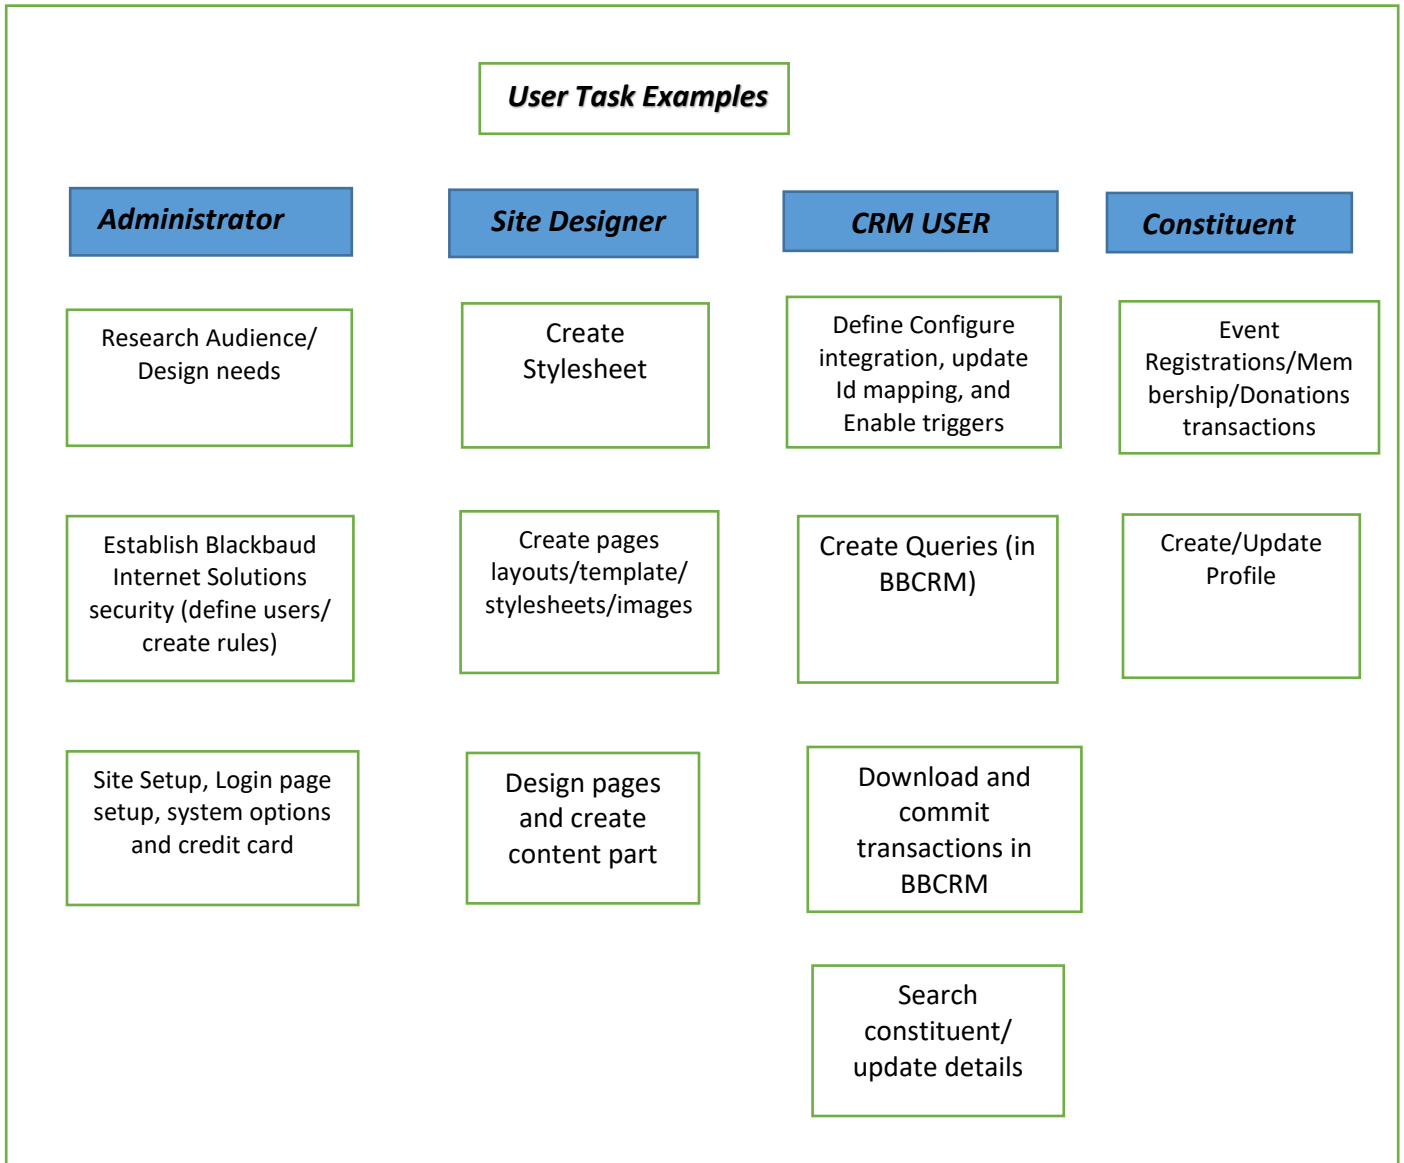 User Task Examples
Administrator
Site Designer
CRM USER
Constituent
Research Audience/
Design needs
Create
Stylesheet
Define Configure
integration, update
Id mapping, and
Enable triggers
Event
Registrations/Mem
bership/Donations
transactions
Establish Blackbaud
Internet Solutions
security (define users/
create rules)
Create pages
layouts/template/
stylesheets/images
Create Queries (in
BBCRM)
Create/Update
Profile
Site Setup, Login page
setup, system options
and credit card
Design pages
and create
content part
Download and
commit
transactions in
BBCRM
Search
constituent/
update details